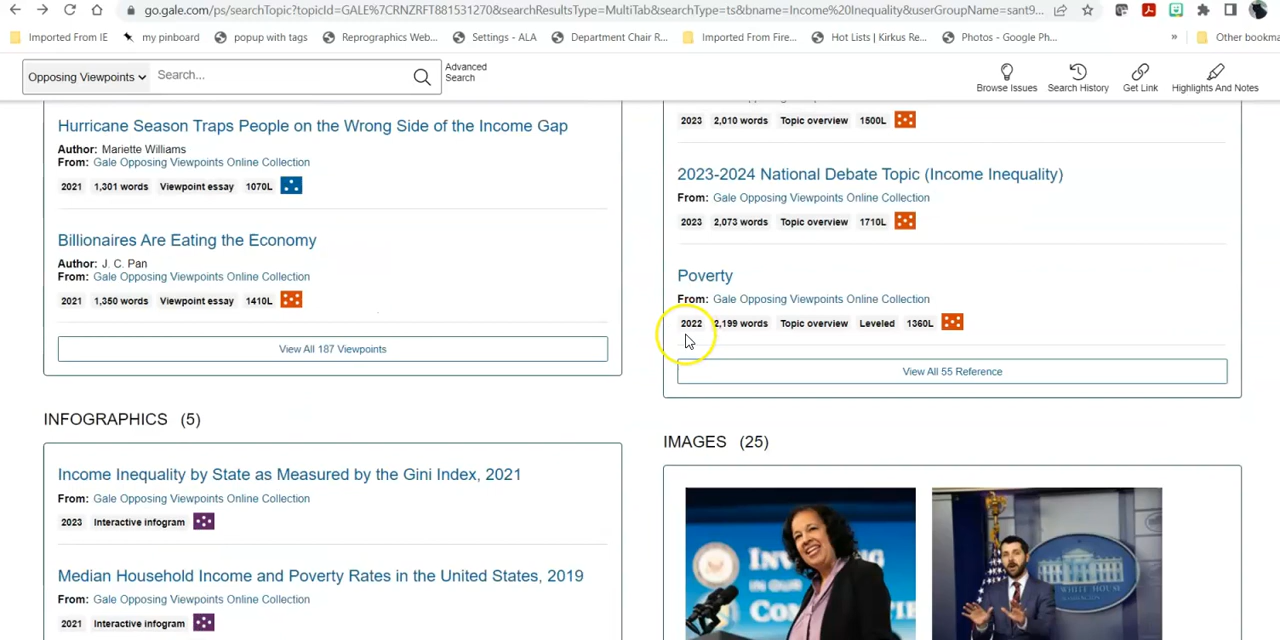 go.gale.com/ps/searchTopic?topicId=GALE%7CRNZRFT881531270&searchResultsType=MultiTab&searchType=ts&bname=Income%20Inequality&userGroupName=sant9...
Imported From IE
my pinboard
popup with tags
Reprographics Web...
Settings - ALA
Department Chair R...
Imported From Fire...
Hot Lists | Kirkus Re...
Photos - Google Ph...
»
Other bookma
Opposing Viewpoints
Search...
Advanced
Search
Browse Issues
Search History
Get Link
Highlights And Notes
Hurricane Season Traps People on the Wrong Side of the Income Gap
Author: Mariette Williams
From: Gale Opposing Viewpoints Online Collection
2021 1,301 words Viewpoint essay 1070L
Billionaires Are Eating the Economy
Author: J. C. Pan
From: Gale Opposing Viewpoints Online Collection
2021 1,350 words Viewpoint essay 1410L
View All 187 Viewpoints
2023 2,010 words Topic overview 1500L
2023-2024 National Debate Topic (Income Inequality)
From: Gale Opposing Viewpoints Online Collection
2023 2,073 words Topic overview 1710L
Poverty
From: Gale Opposing Viewpoints Online Collection
2022 2,199 words Topic overview Leveled 1360L
View All 55 Reference
INFOGRAPHICS (5)
Income Inequality by State as Measured by the Gini Index, 2021
From: Gale Opposing Viewpoints Online Collection
2023 Interactive infogram
Median Household Income and Poverty Rates in the United States, 2019
From: Gale Opposing Viewpoints Online Collection
2021 Interactive infogram
IMAGES (25)